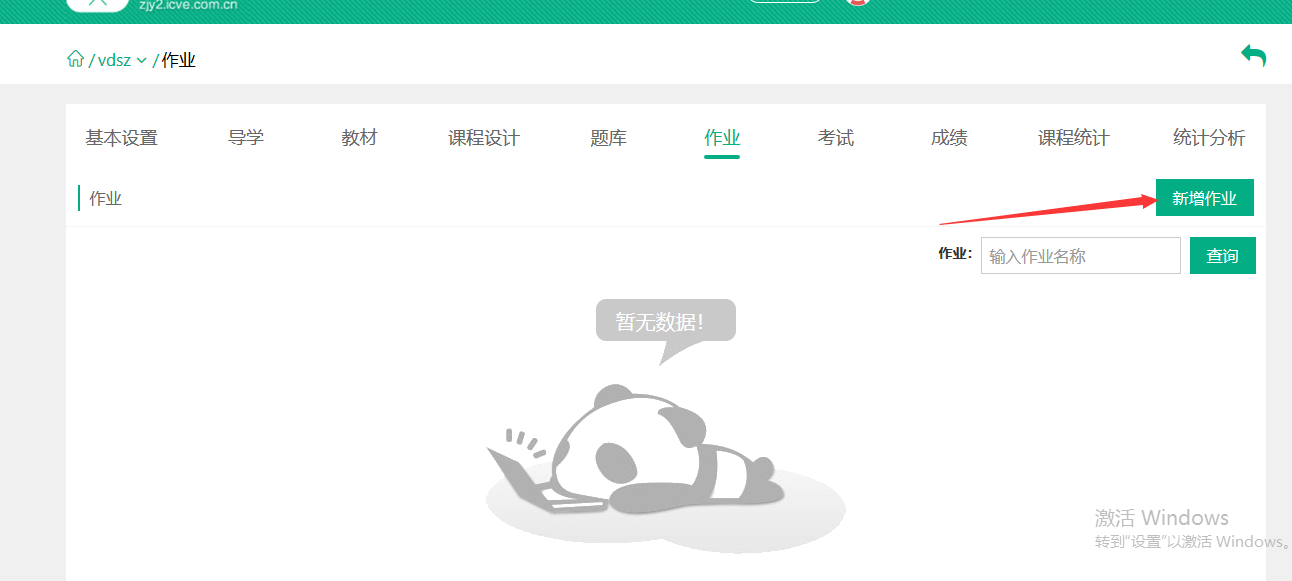 zjy2.icve.com.cn
/ vdsz / 作业
基本设置 导学 教材 课程设计 题库 作业 考试 成绩 课程统计 统计分析
作业
新增作业
作业: 输入作业名称 查询
暂无数据!
激活 Windows
转到"设置"以激活 Windows。